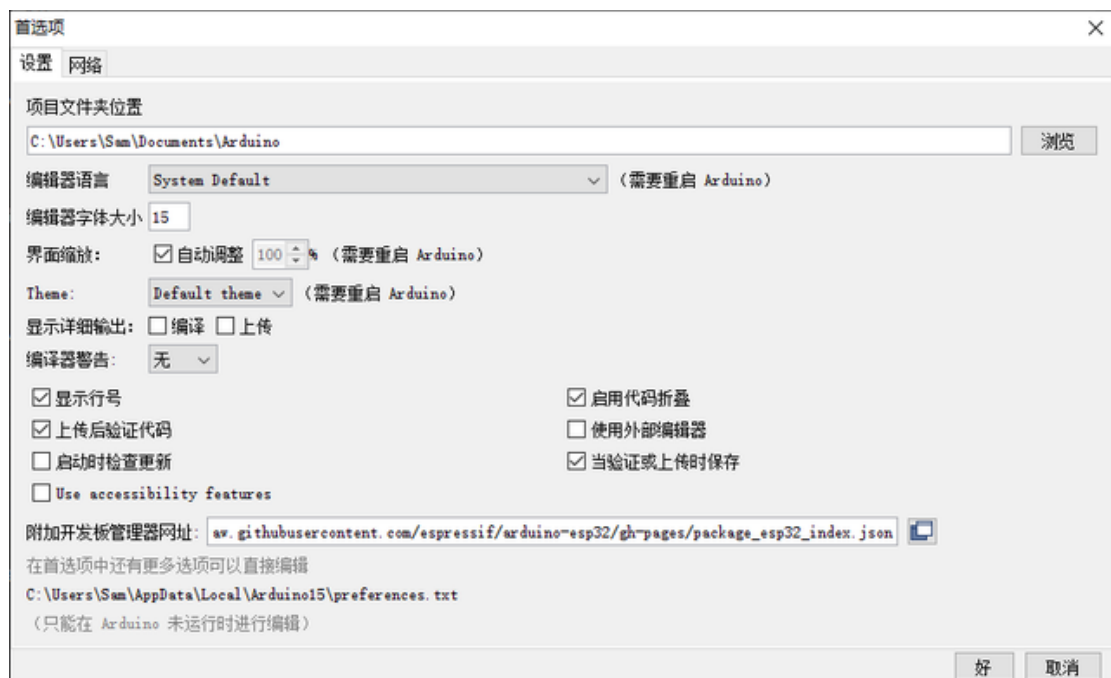 首选项
设置 网络
项目文件夹位置
C:\Users\Sam\Documents\Arduino 浏览
编辑器语言 System Default （需要重启 Arduino）
编辑器字体大小 15
界面缩放： 自动调整 100 % （需要重启 Arduino）
Theme: Default theme （需要重启 Arduino）
显示详细输出： 编译 上传
编译器警告: 无
显示行号 启用代码折叠
上传后验证代码 使用外部编辑器
启动时检查更新 当验证或上传时保存
Use accessibility features
附加开发板管理器网址: aw.githubusercontent.com/espressif/arduino-esp32/gh-pages/package_esp32_index.json
在首选项中还有更多选项可以直接编辑
C:\Users\Sam\AppData\Local\Arduino15\preferences.txt
（只能在 Arduino 未运行时进行编辑）
好 取消